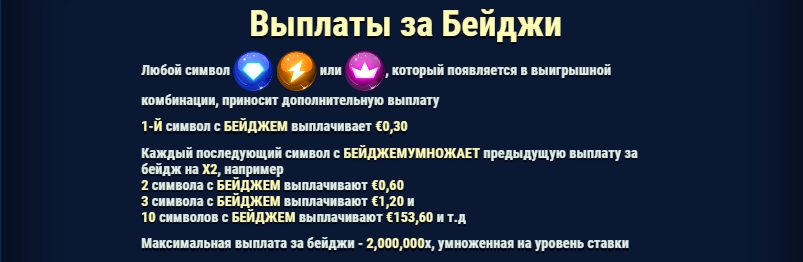 Выплаты за Бейджи
Любой символ или , который появляется в выигрышной
комбинации, приносит дополнительную выплату
1-Й символ с БЕЙДЖЕМ выплачивает €0,30
Каждый последующий символ с БЕЙДЖЕМУМНОЖАЕТ предыдущую выплату за
бейдж на X2, например
2 символа с БЕЙДЖЕМ выплачивают €0,60
3 символа с БЕЙДЖЕМ выплачивают €1,20 и
10 символов с БЕЙДЖЕМ выплачивают €153,60 и т.д
Максимальная выплата за бейджи - 2,000,000x, умноженная на уровень ставки